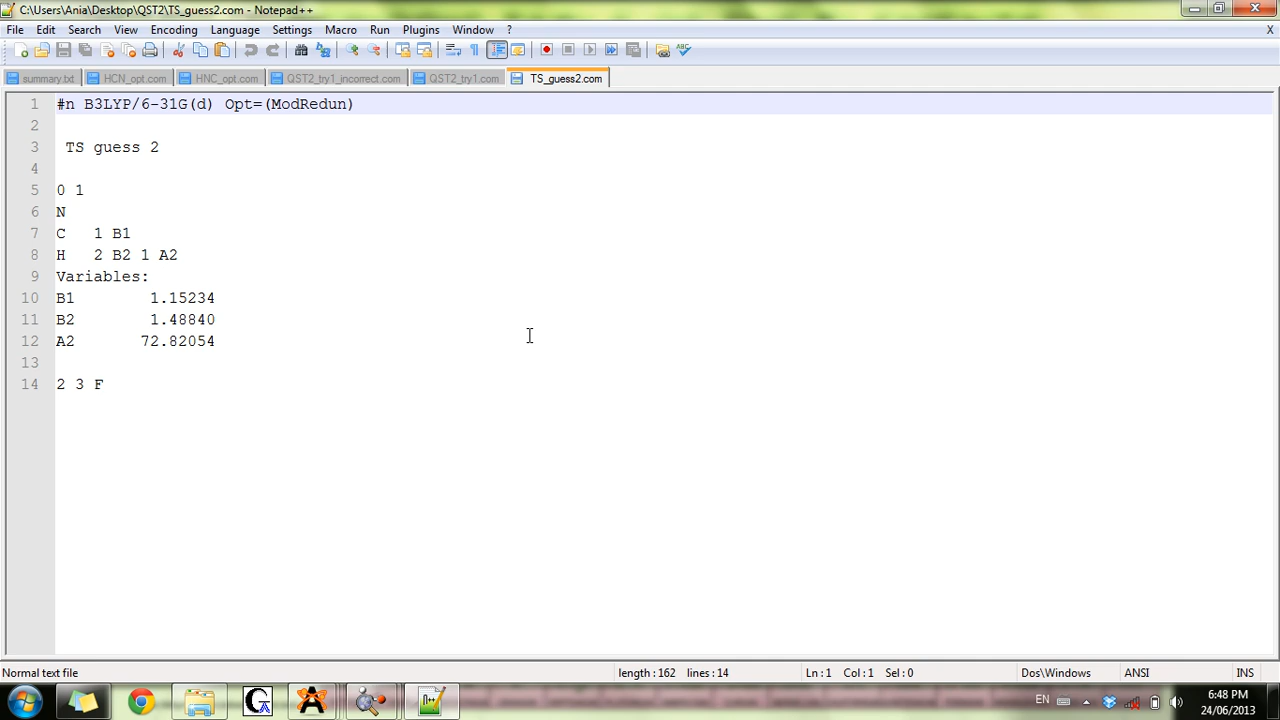 C:\Users\Ania\Desktop\QST2\TS_guess2.com - Notepad++
File Edit Search View Encoding Language Settings Macro Run Plugins Window ? X
summary.txt HCN_opt.com HNC_opt.com QST2_try1_incorrect.com QST2_try1.com TS_guess2.com
1 #n B3LYP/6-31G(d) Opt=(ModRedun)
2
3 TS guess 2
4
5 0 1
6 N
7 C 1 B1
8 H 2 B2 1 A2
9 Variables:
10 B1 1.15234
11 B2 1.48840
12 A2 72.82054
13
14 2 3 F
Normal text file length : 162 lines : 14 Ln : 1 Col : 1 Sel : 0 Dos\Windows ANSI INS
EN 6:48 PM
24/06/2013